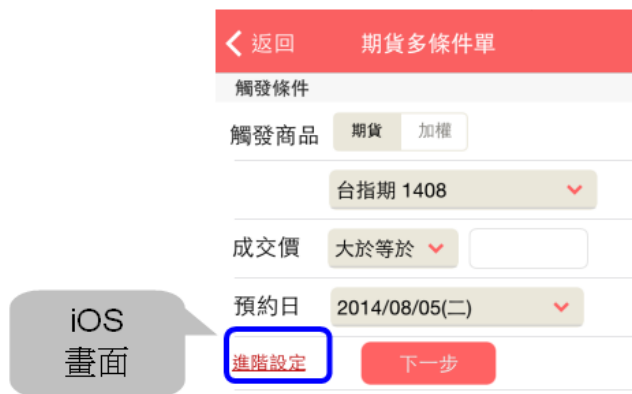 返回 期貨多條件單
觸發條件
觸發商品 期貨 加權
台指期 1408
成交價 大於等於
預約日 2014/08/05(二)
iOS
畫面
進階設定 下一步